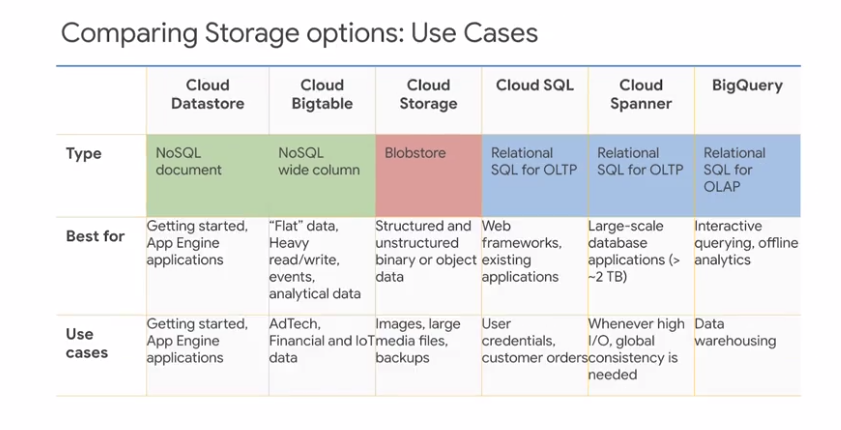 Comparing Storage options: Use Cases
Cloud Datastore
Cloud Bigtable
Cloud Storage
Cloud SQL
Cloud Spanner
BigQuery
Type
NoSQL
document
NoSQL
wide column
Blobstore
Relational
SQL for OLTP
Relational
SQL for OLTP
Relational
SQL for
OLAP
Best for
Getting started,
App Engine
applications
“Flat” data,
Heavy
read/write,
events,
analytical data
Structured and
unstructured
binary or object
data
Web
frameworks,
existing
applications
Large-scale
database
applications (>
~2 TB)
Interactive
querying, offline
analytics
Use
cases
Getting started,
App Engine
applications
AdTech,
Financial and IoT
data
Images, large
media files,
backups
User
credentials,
customer orders
Whenever high
I/O, global
consistency is
needed
Data
warehousing